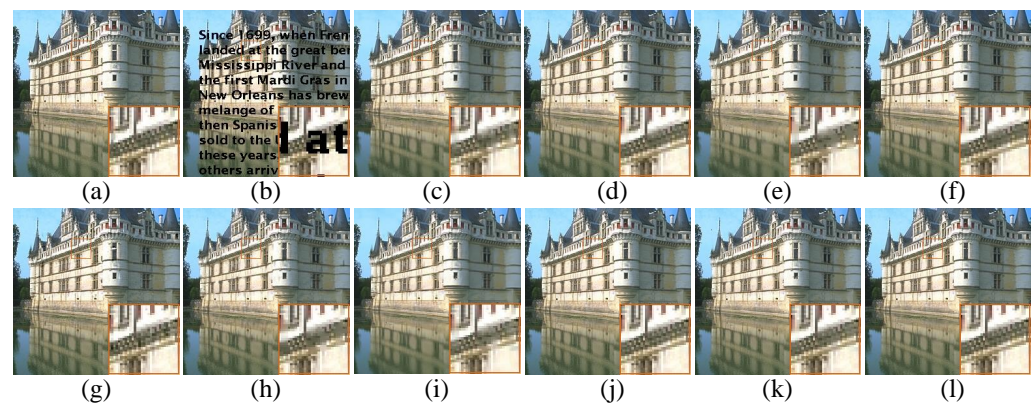 Since 1699, when Fren
landed at the great ber
Mississippi River and
the first Mardi Gras in
New Orleans has brew
melange of
then Spanis
sold to the
these years
others arriv
at
(a) (b) (c) (d) (e) (f)
(g) (h) (i) (j) (k) (l)